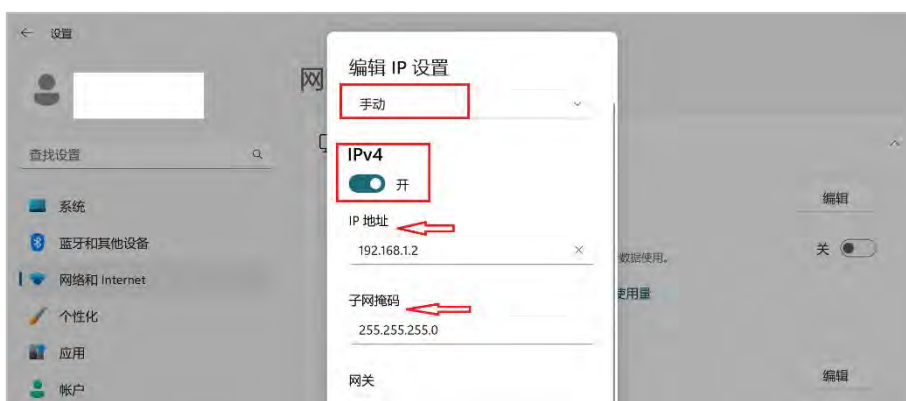 ← 设置
网
查找设置
系统
蓝牙和其他设备
网络和 Internet
个性化
应用
帐户
编辑 IP 设置
手动
IPv4
开
IP 地址
192.168.1.2
子网掩码
255.255.255.0
网关
编辑
数据使用。
关
使用量
编辑